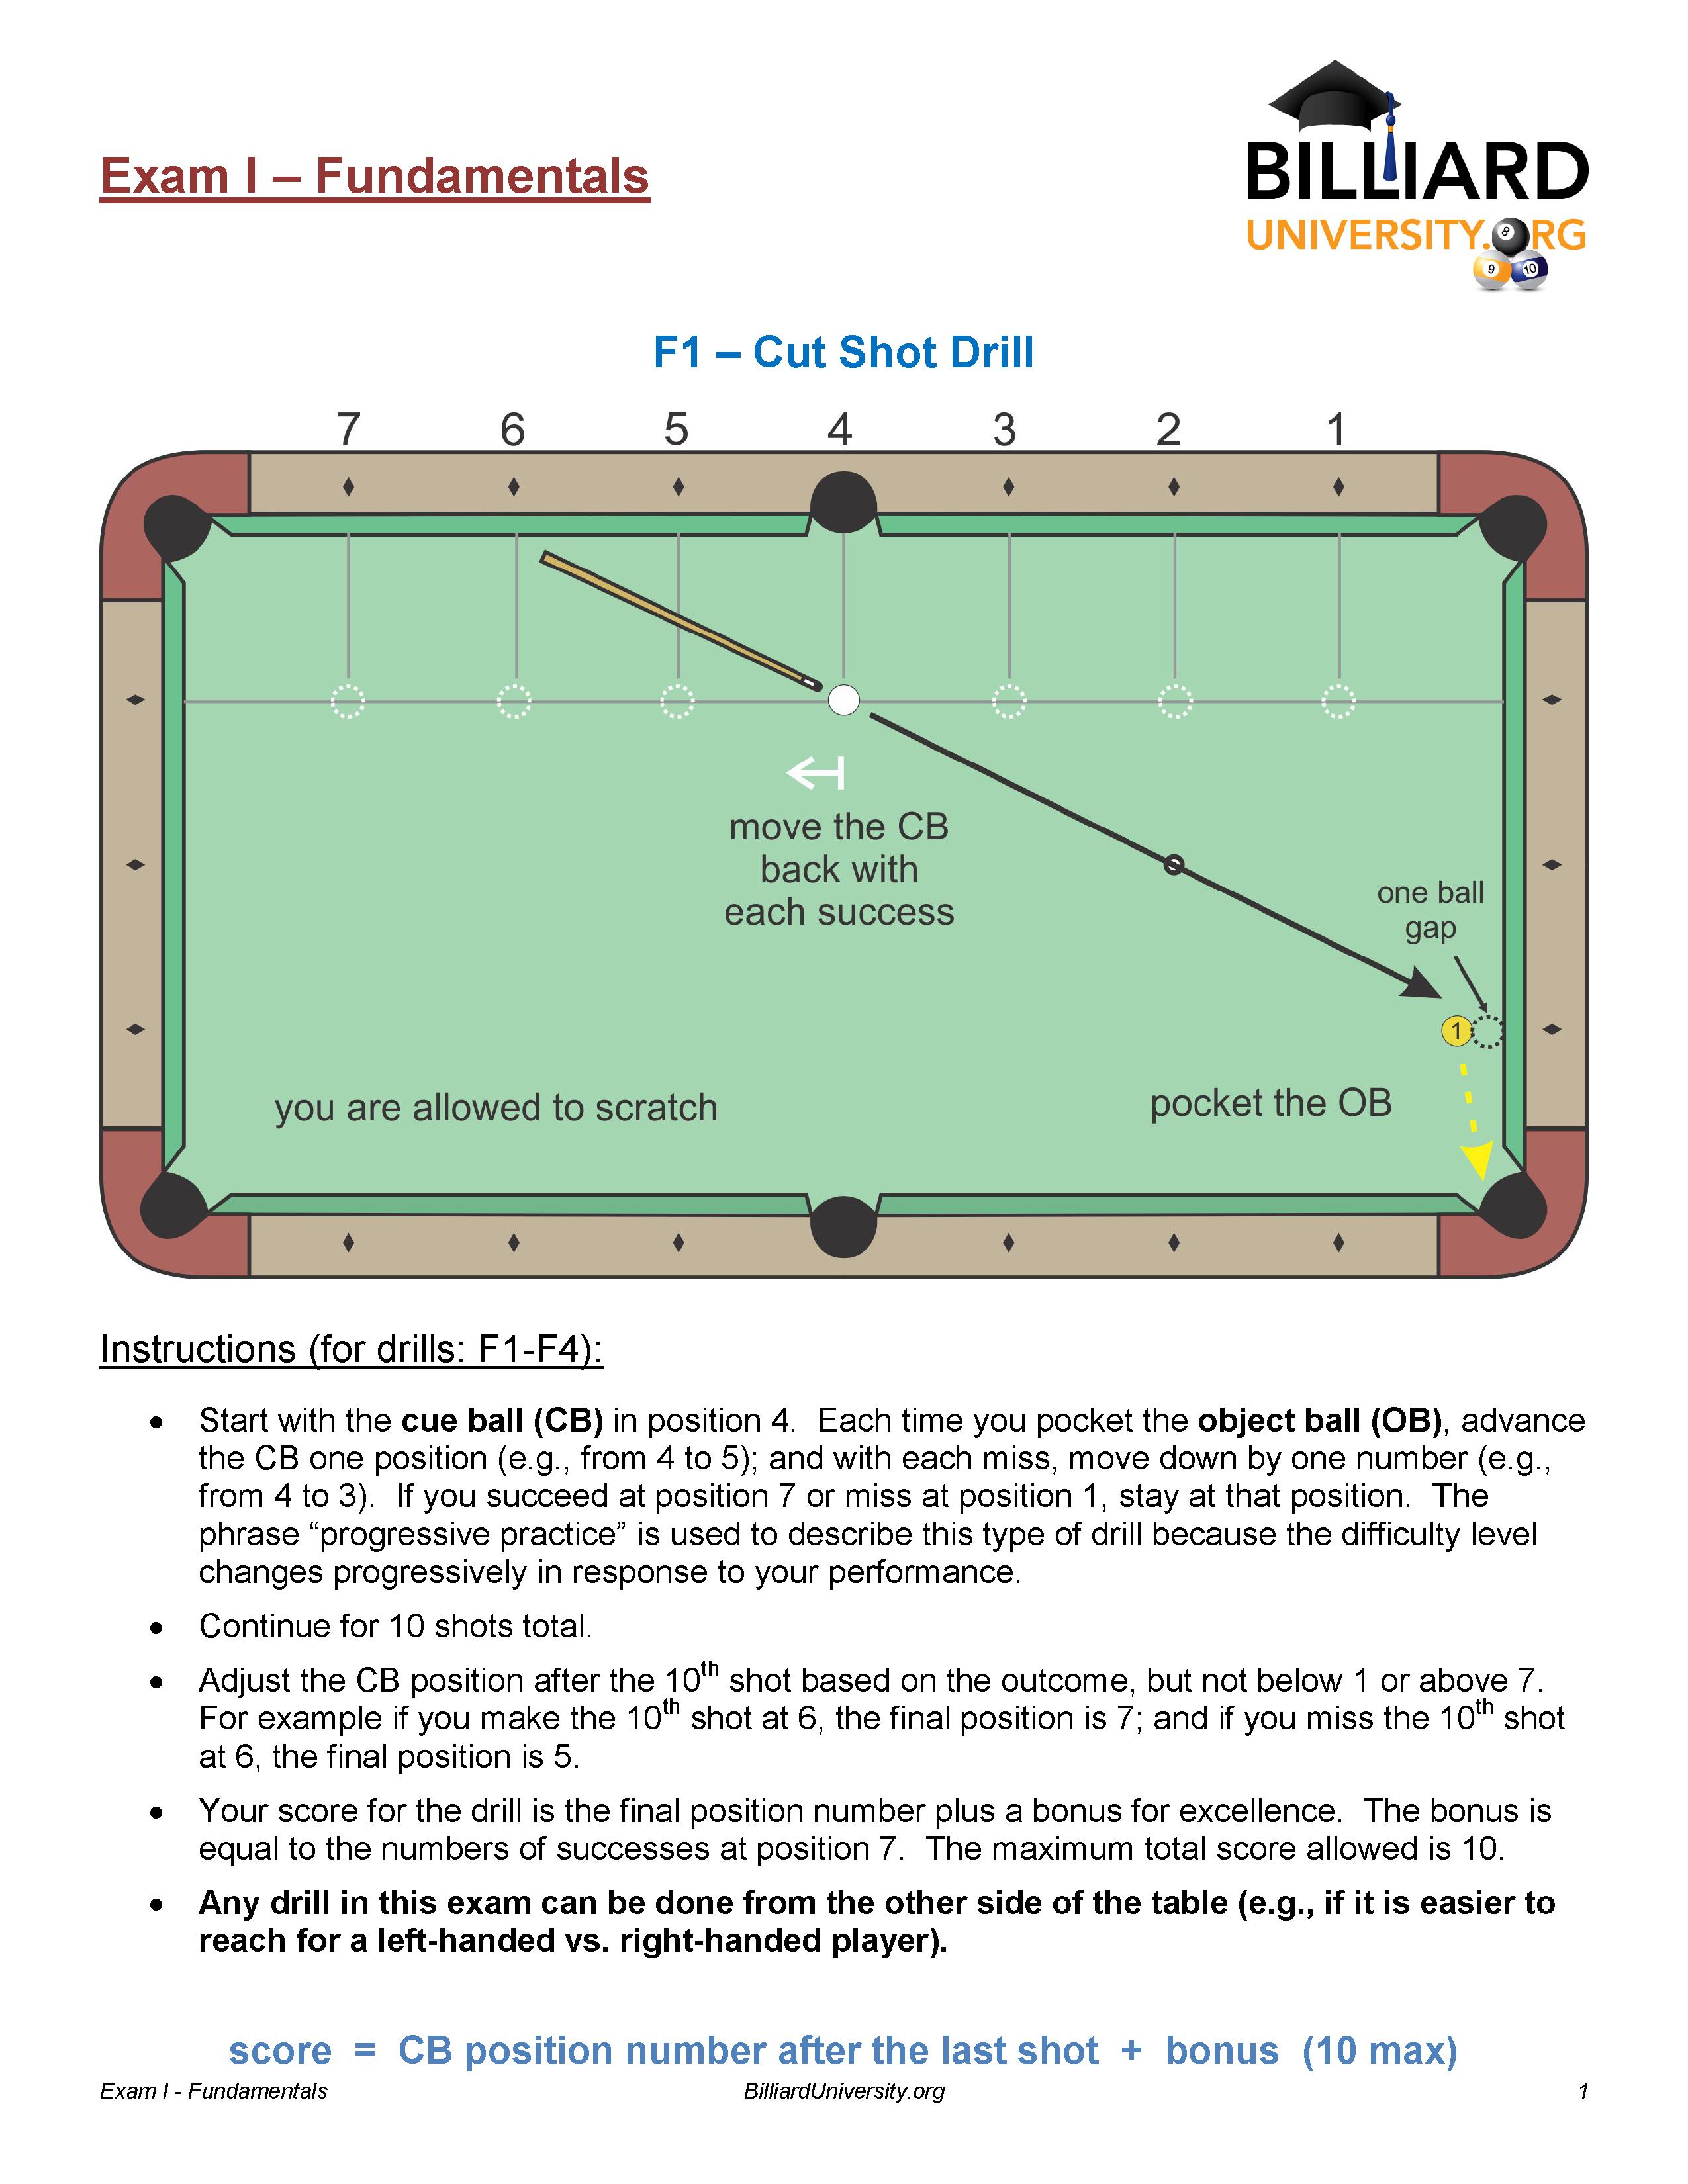 Exam I – Fundamentals
BILLIARD
UNIVERSITY.ORG
8
9
10
F1 – Cut Shot Drill
7 6 5 4 3 2 1
move the CB
back with
each success
one ball
gap
1
you are allowed to scratch
pocket the OB
Instructions (for drills: F1-F4):
• Start with the cue ball (CB) in position 4. Each time you pocket the object ball (OB), advance
the CB one position (e.g., from 4 to 5); and with each miss, move down by one number (e.g.,
from 4 to 3). If you succeed at position 7 or miss at position 1, stay at that position. The
phrase “progressive practice” is used to describe this type of drill because the difficulty level
changes progressively in response to your performance.
• Continue for 10 shots total.
• Adjust the CB position after the 10th shot based on the outcome, but not below 1 or above 7.
For example if you make the 10th shot at 6, the final position is 7; and if you miss the 10th shot
at 6, the final position is 5.
• Your score for the drill is the final position number plus a bonus for excellence. The bonus is
equal to the numbers of successes at position 7. The maximum total score allowed is 10.
• Any drill in this exam can be done from the other side of the table (e.g., if it is easier to
reach for a left-handed vs. right-handed player).
score = CB position number after the last shot + bonus (10 max)
Exam I - Fundamentals BilliardUniversity.org 1